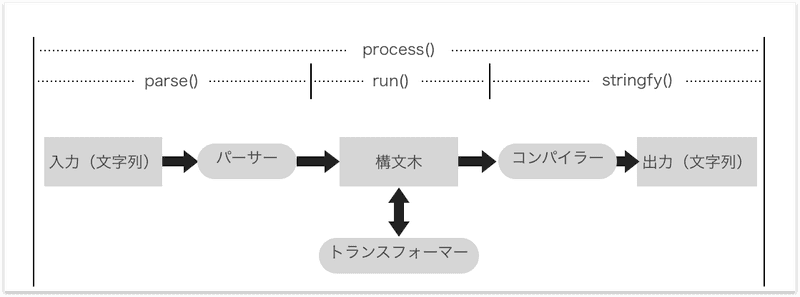 process()
parse()
run()
stringfy()
入力（文字列）
パーサー
構文木
コンパイラー
出力（文字列）
トランスフォーマー